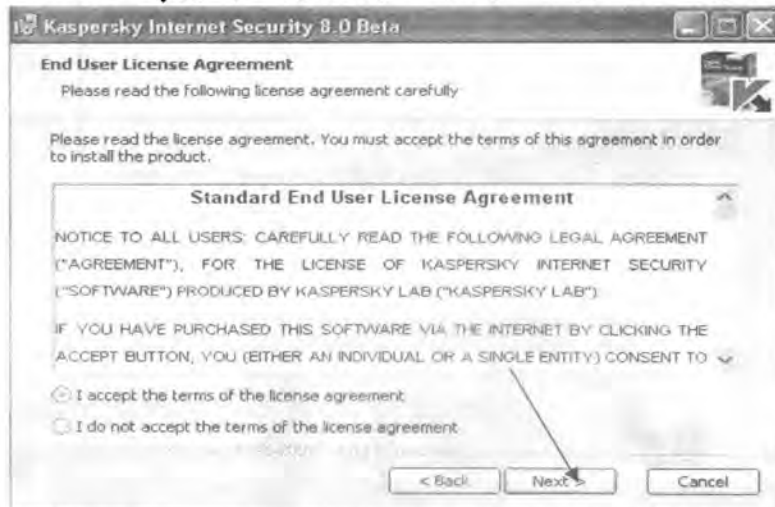 Kaspersky Internet Security 8.0 Beta
End User License Agreement
Please read the following license agreement carefully
Please read the license agreement. You must accept the terms of this agreement in order
to install the product.
Standard End User License Agreement
NOTICE TO ALL USERS: CAREFULLY READ THE FOLLOWING LEGAL AGREEMENT
("AGREEMENT"), FOR THE LICENSE OF KASPERSKY INTERNET SECURITY
("SOFTWARE") PRODUCED BY KASPERSKY LAB ("KASPERSKY LAB")
IF YOU HAVE PURCHASED THIS SOFTWARE VIA THE INTERNET BY CLICKING THE
ACCEPT BUTTON, YOU (EITHER AN INDIVIDUAL OR A SINGLE ENTITY) CONSENT TO
I accept the terms of the license agreement
I do not accept the terms of the license agreement
< Back Next > Cancel